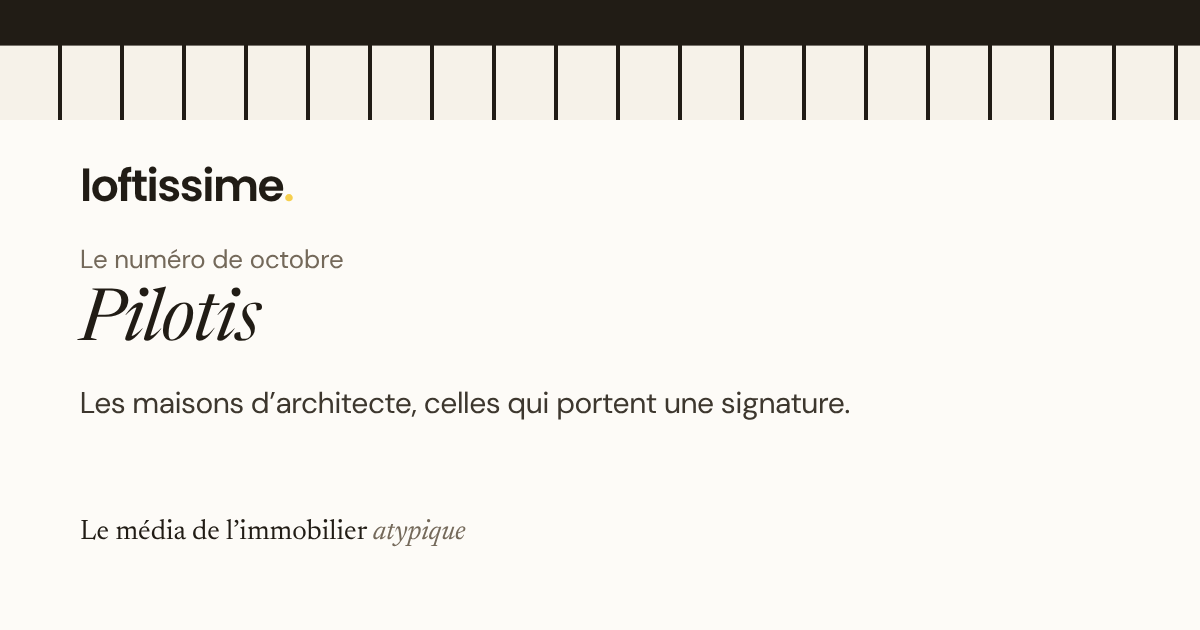 loftissime.
Le numéro de octobre
Pilotis
Les maisons d’architecte, celles qui portent une signature.
Le média de l’immobilier atypique